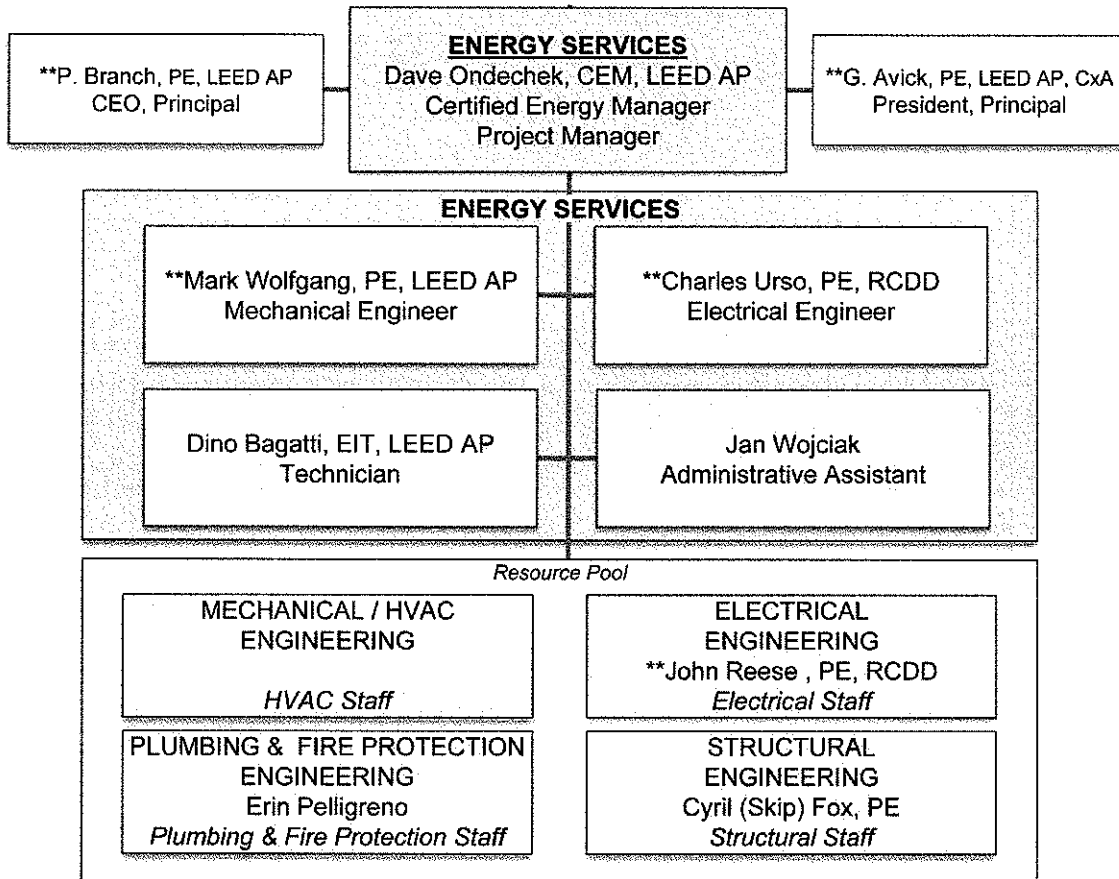 **P. Branch, PE, LEED AP
CEO, Principal
ENERGY SERVICES
Dave Ondechek, CEM, LEED AP
Certified Energy Manager
Project Manager
**G. Avick, PE, LEED AP, CxA
President, Principal
ENERGY SERVICES
**Mark Wolfgang, PE, LEED AP
Mechanical Engineer
**Charles Urso, PE, RCDD
Electrical Engineer
Dino Bagatti, EIT, LEED AP
Technician
Jan Wojciak
Administrative Assistant
Resource Pool
MECHANICAL / HVAC
ENGINEERING
HVAC Staff
ELECTRICAL
ENGINEERING
**John Reese , PE, RCDD
Electrical Staff
PLUMBING & FIRE PROTECTION
ENGINEERING
Erin Pelligreno
Plumbing & Fire Protection Staff
STRUCTURAL
ENGINEERING
Cyril (Skip) Fox, PE
Structural Staff